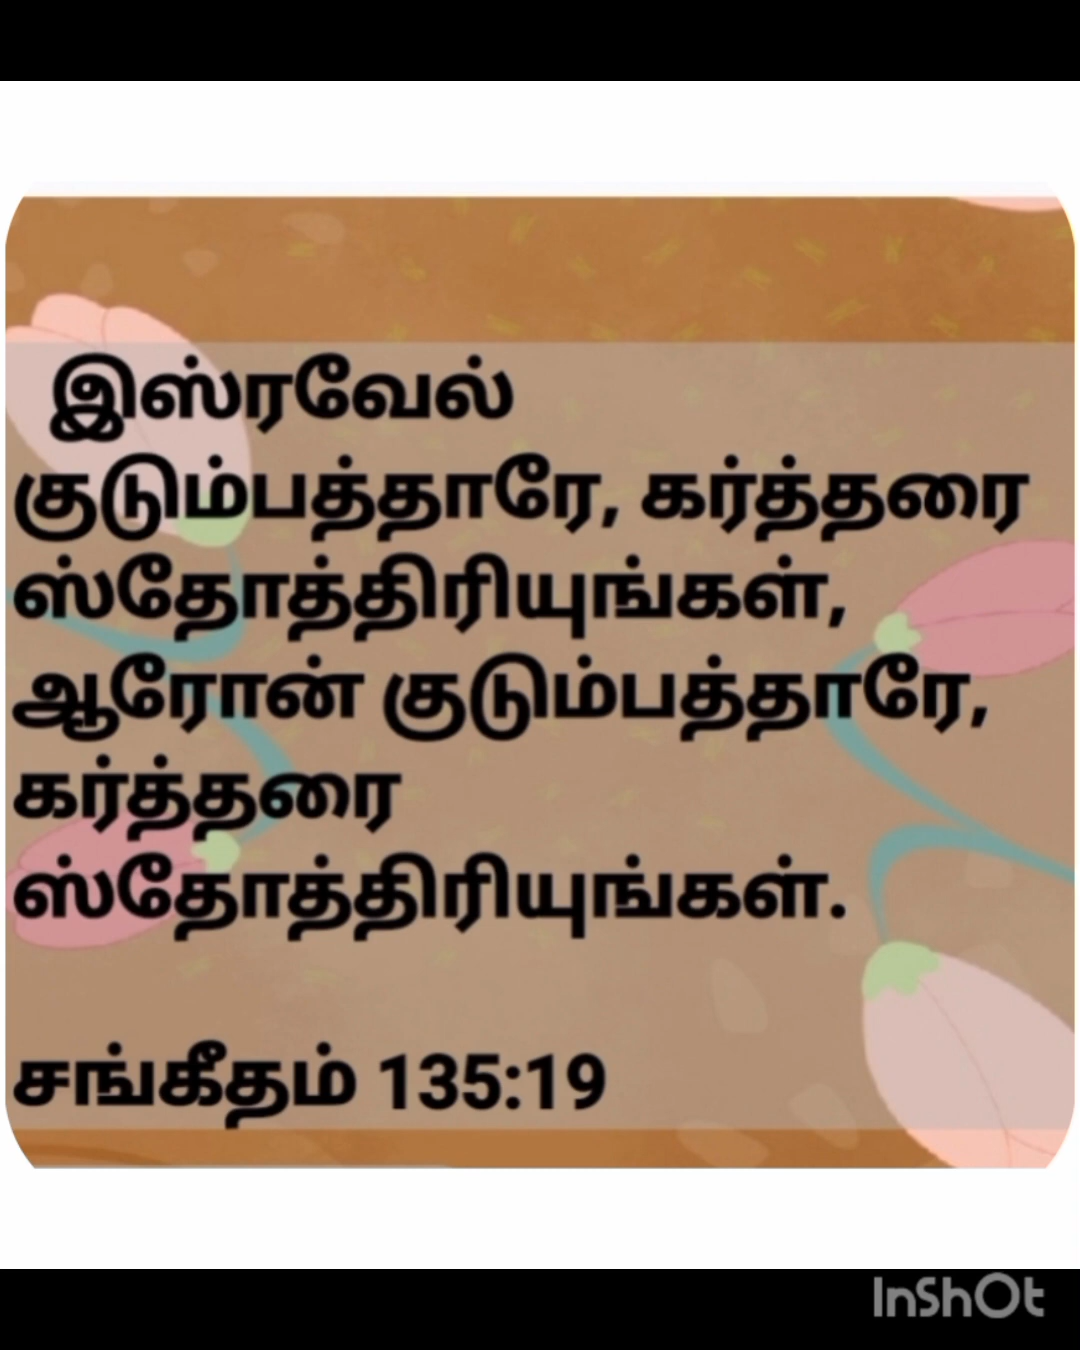 இஸ்ரவேல்
குடும்பத்தாரே, கர்த்தரை
ஸ்தோத்திரியுங்கள்,
ஆரோன் குடும்பத்தாரே,
கர்த்தரை
ஸ்தோத்திரியுங்கள்.
சங்கீதம் 135:19
InShOt